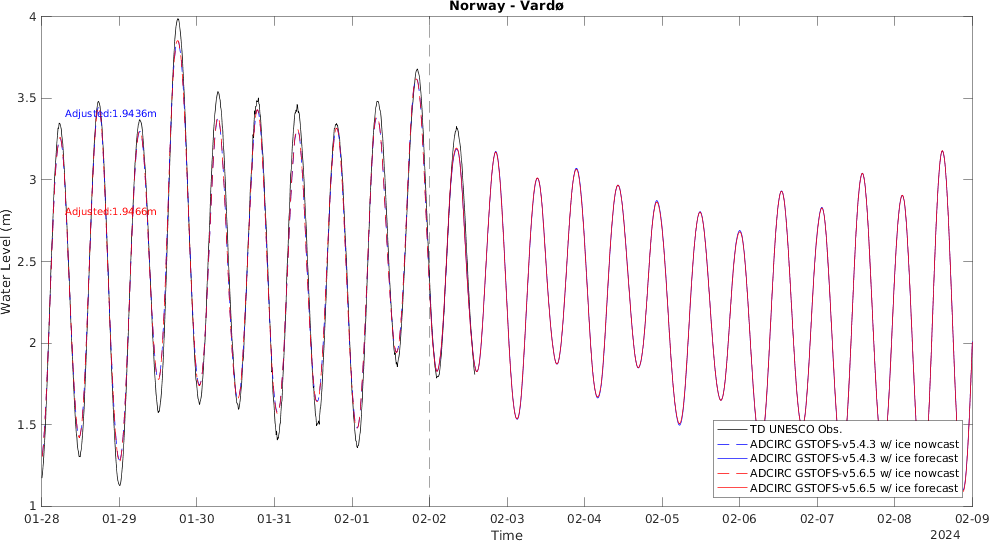 Norway - Vardø
4
3.5
3
2.5
2
1.5
1
Water Level (m)
Adjusted:1.9436m
Adjusted:1.9466m
TD UNESCO Obs.
ADCIRC GSTOFS-v5.4.3 w/ ice nowcast
ADCIRC GSTOFS-v5.4.3 w/ ice forecast
ADCIRC GSTOFS-v5.6.5 w/ ice nowcast
ADCIRC GSTOFS-v5.6.5 w/ ice forecast
01-28 01-29 01-30 01-31 02-01 02-02 02-03 02-04 02-05 02-06 02-07 02-08 02-09
Time
2024